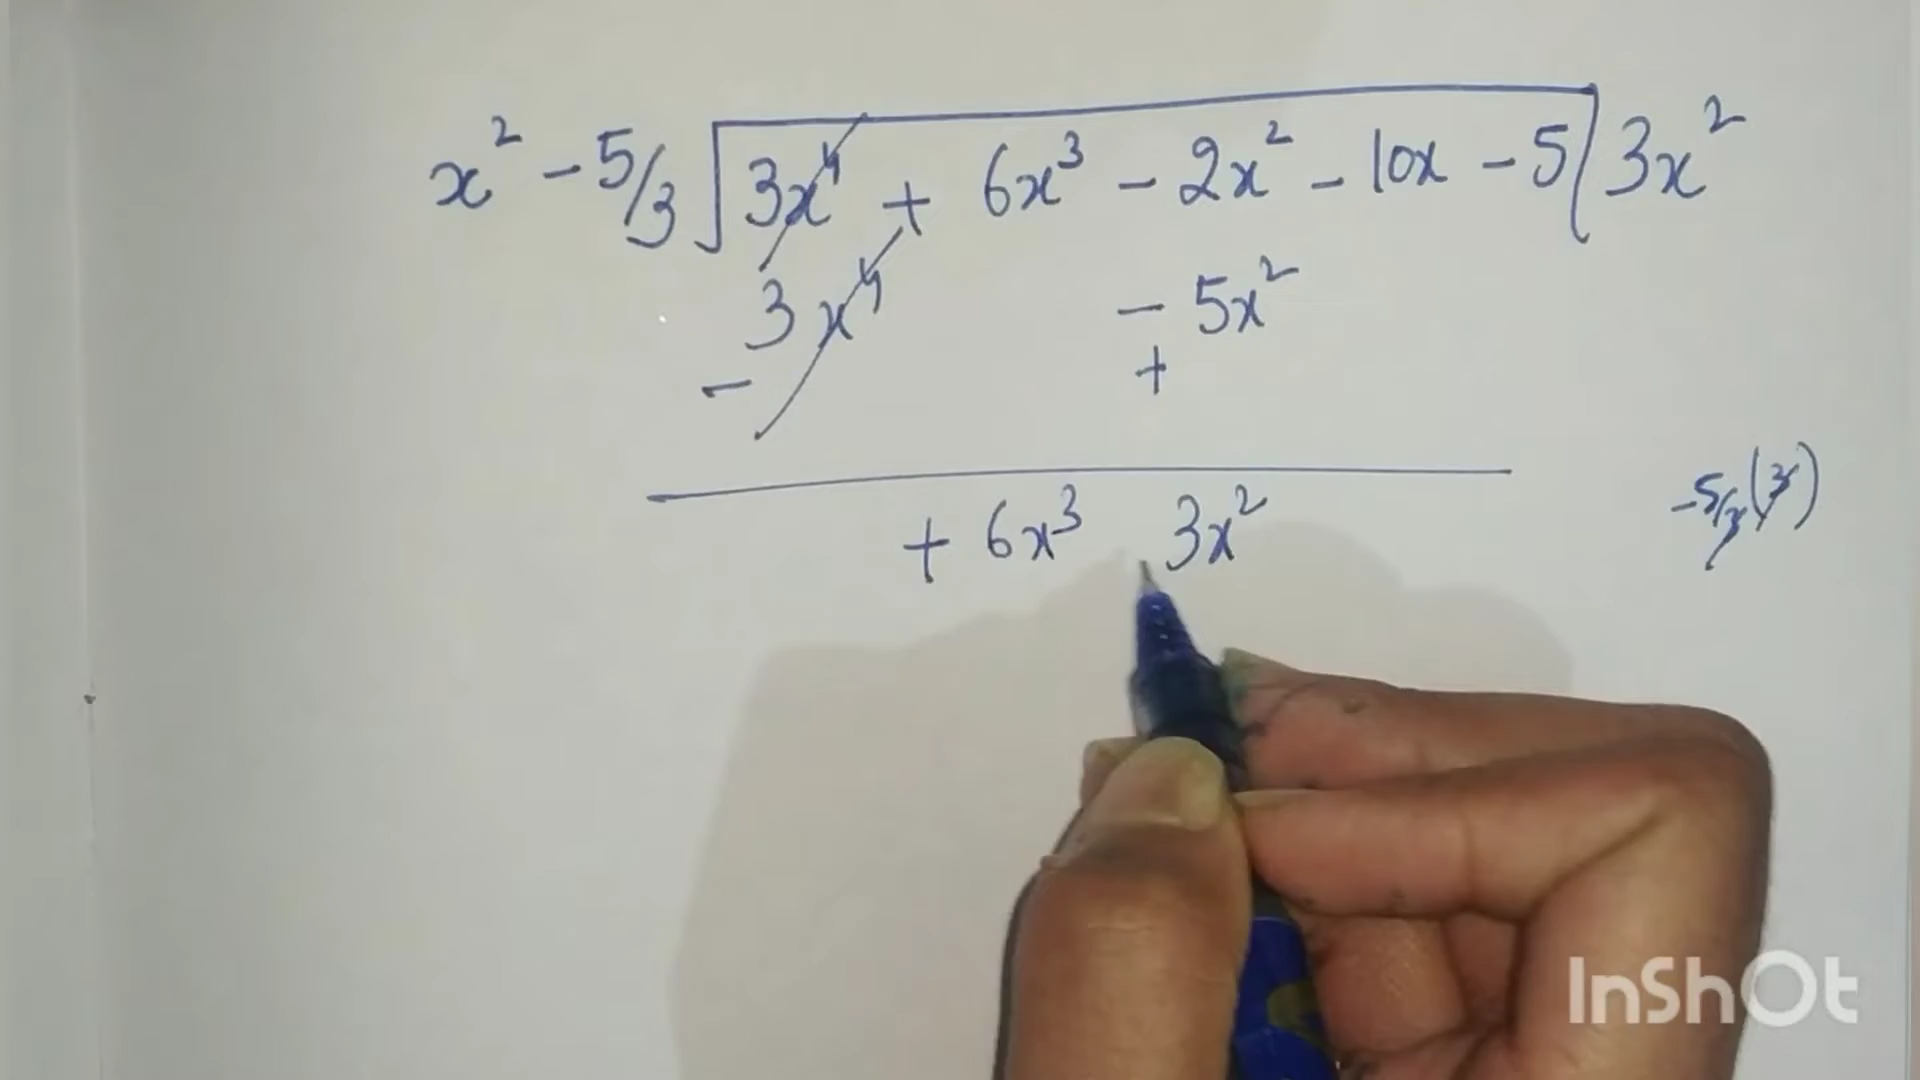 x² - 5/3 √3x⁴ + 6x³ - 2x² - 10x - 5 ( 3x²
3x⁴ - 5x²
- +
+ 6x³ 3x²
-5/3(3)
InShOt